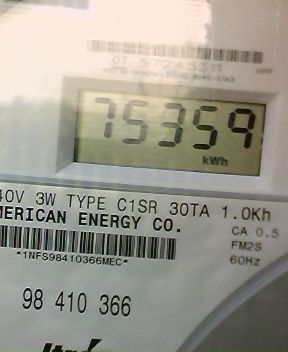 75359
kWh
40V 3W TYPE C1SR 30TA 1.0Kh
MERICAN ENERGY CO.
CA 0.5
FM2S
*1NFS98410366MEC*
60Hz
98 410 366